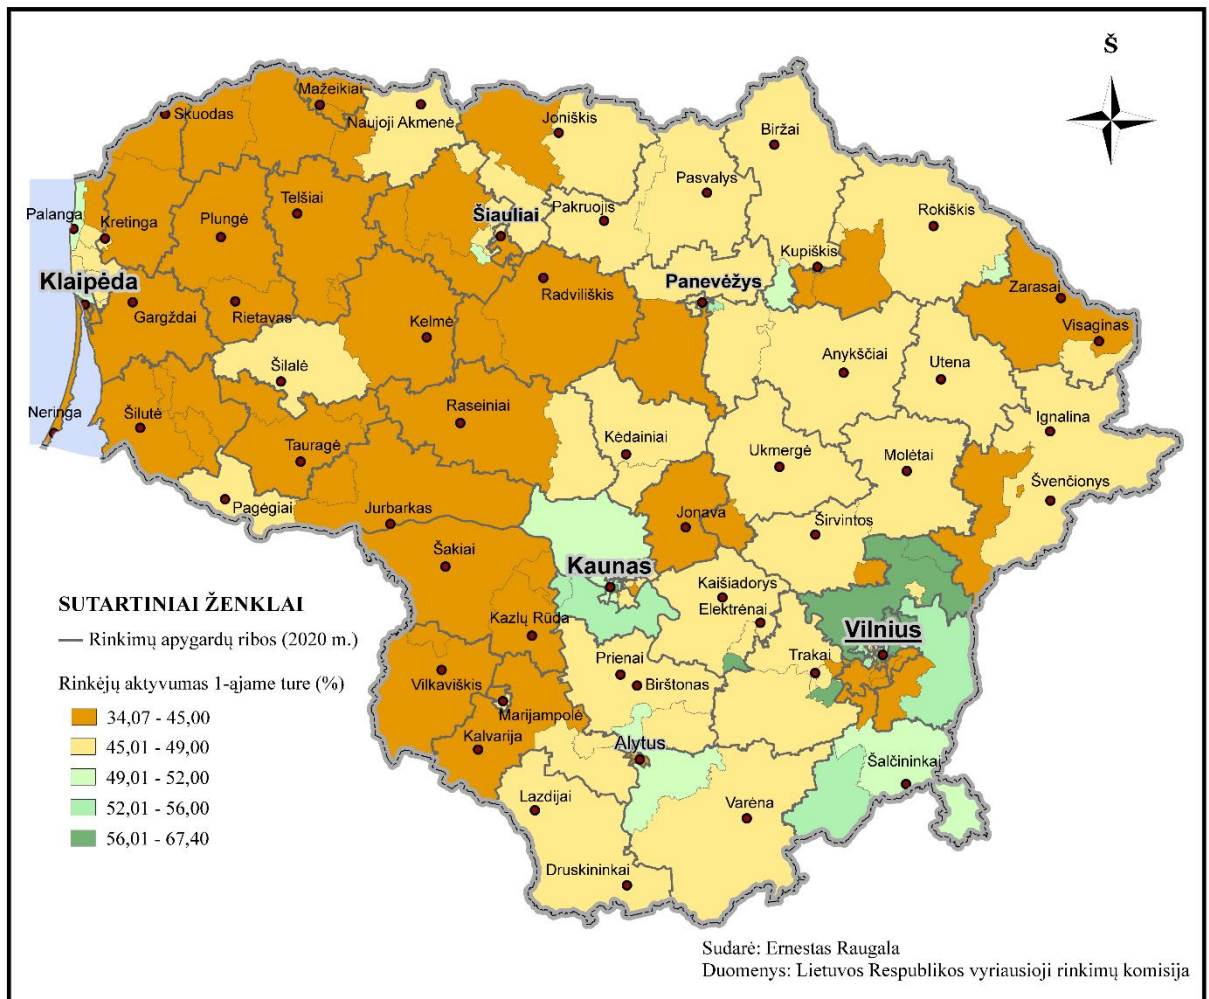 Š
Mažeikiai
Skuodas
Naujoji Akmenė
Joniškis
Biržai
Pasvalys
Telšiai
Palanga
Kretinga
Plungė
Šiauliai
Pakruojis
Rokiškis
Kupiškis
Klaipėda
Panevėžys
Radviliškis
Zarasai
Gargždai
Rietavas
Kelmė
Visaginas
Anykščiai
Utena
Šilalė
Neringa
Šilutė
Raseiniai
Ignalina
Tauragė
Kėdainiai
Ukmergė
Molėtai
Švenčionys
Pagėgiai
Jurbarkas
Jonava
Širvintos
Šakiai
Kaunas
Kaišiadorys
Elektrėnai
SUTARTINIAI ŽENKLAI
Kazlų Rūda
Vilnius
Rinkimų apygardų ribos (2020 m.)
Prienai
Trakai
Vilkaviškis
Birštonas
Rinkėjų aktyvumas 1-ąjame ture (%)
Marijampolė
34,07 - 45,00
Kalvarija
Alytus
45,01 - 49,00
Šalčininkai
49,01 - 52,00
Lazdijai
Varėna
52,01 - 56,00
56,01 - 67,40
Druskininkai
Sudarė: Ernestas Raugala
Duomenys: Lietuvos Respublikos vyriausioji rinkimų komisija